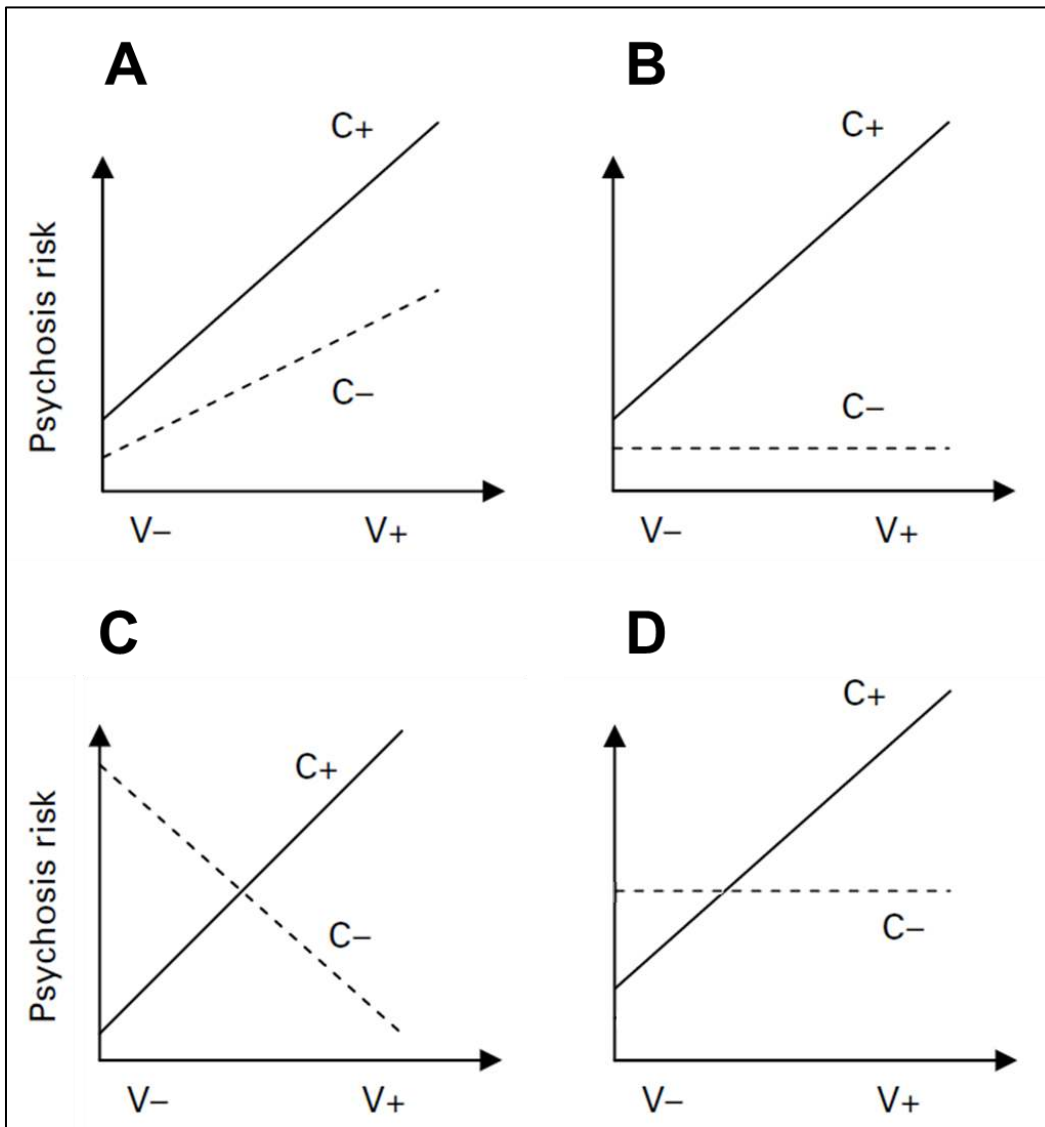 A
B
C+
C+
Psychosis risk
C–
C–
V–
V+
V–
V+
C
D
C+
C+
Psychosis risk
C–
C–
V–
V+
V–
V+